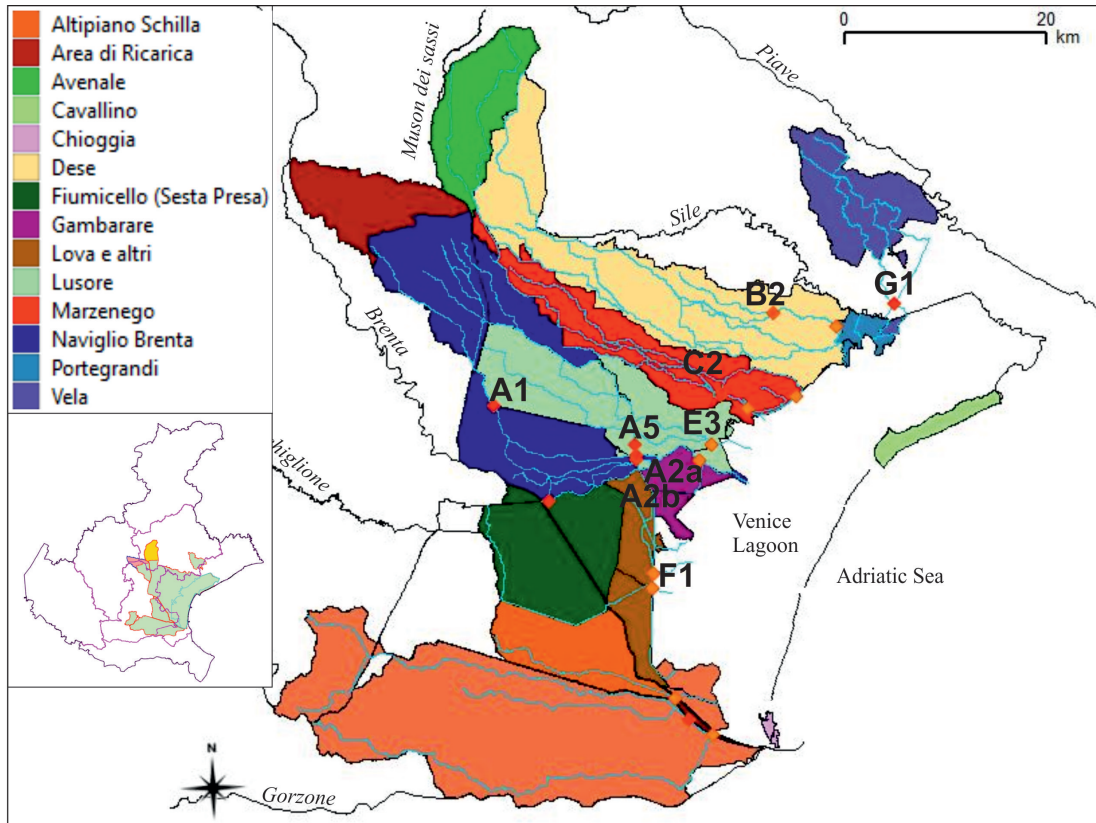 Altipiano Schilla
Area di Ricarica
Avenale
Cavallino
Chioggia
Dese
Fiumicello (Sesta Presa)
Gambarare
Lova e altri
Lusore
Marzenego
Naviglio Brenta
Portegrandi
Vela
0 20
km
Piave
Muson dei sassi
Sile
G1
B2
Brenta
C2
A1
A5
E3
A2a
A2b
higlione
Venice
Lagoon
Adriatic Sea
F1
N
Gorzone